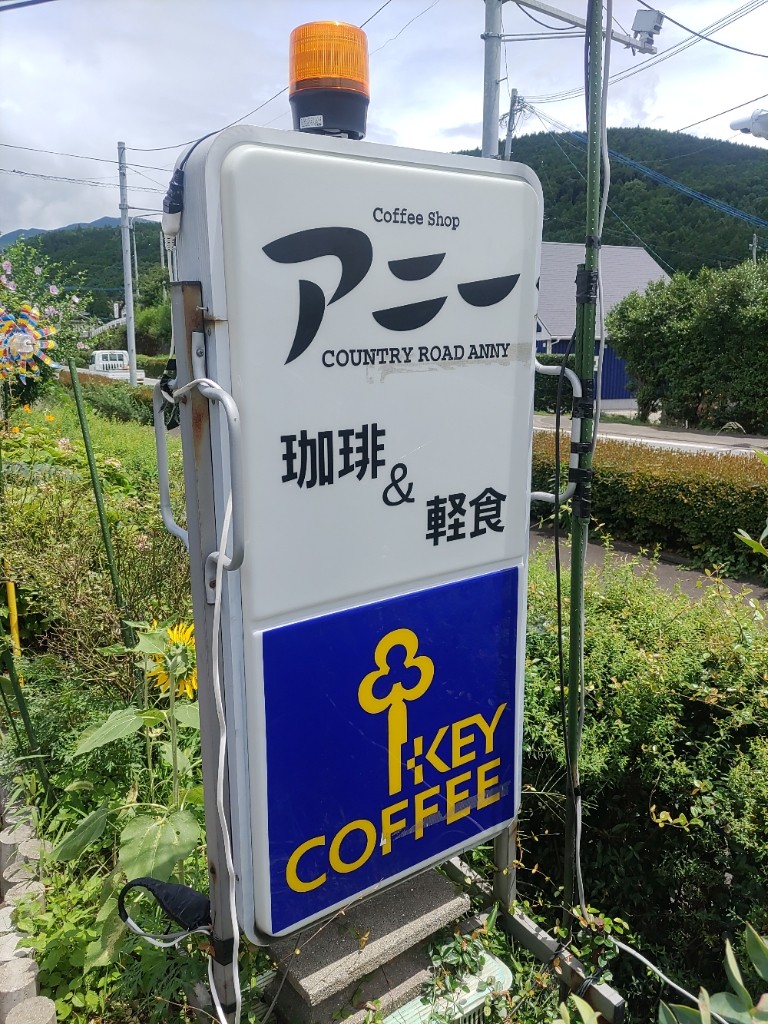 Coffee Shop
アニー
COUNTRY ROAD ANNY
珈琲
&
軽食
KEY
COFFEE